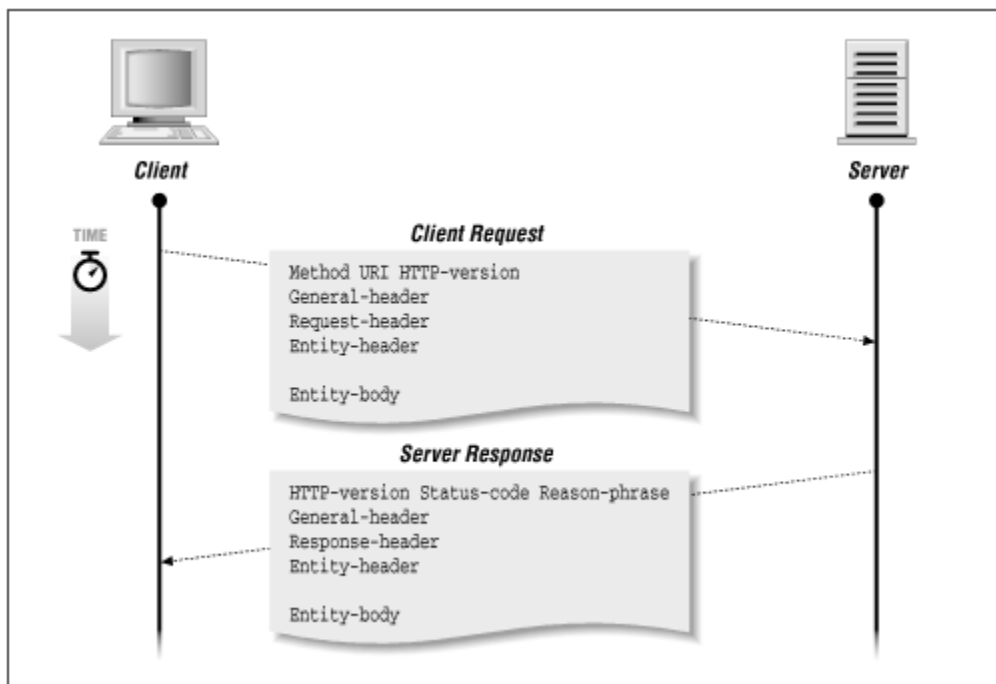 Client
Server
TIME
Client Request
Method URI HTTP-version
General-header
Request-header
Entity-header
Entity-body
Server Response
HTTP-version Status-code Reason-phrase
General-header
Response-header
Entity-header
Entity-body